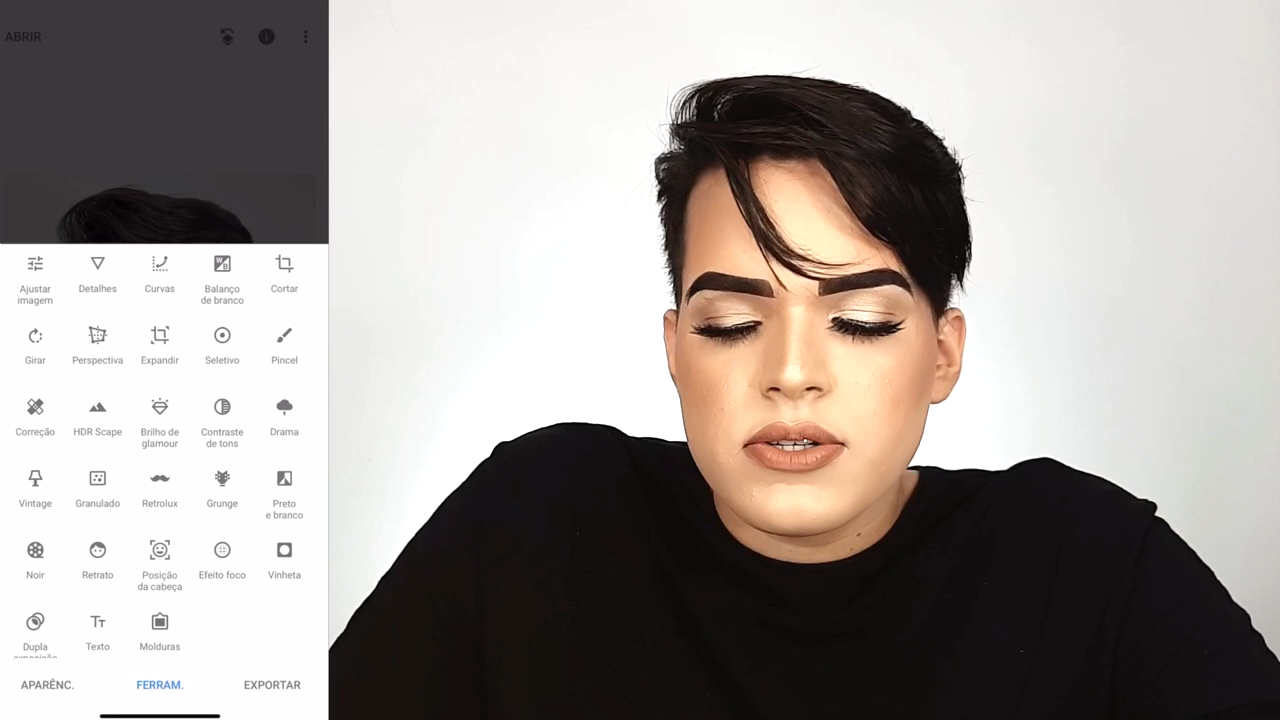 ABRIR
Ajustar
imagem
Detalhes
Curvas
Balanço
de branco
Cortar
Girar
Perspectiva
Expandir
Seletivo
Pincel
Correção
HDR Scape
Brilho de
glamour
Contraste
de tons
Drama
Vintage
Granulado
Retrolux
Grunge
Preto
e branco
Noir
Retrato
Posição
da cabeça
Efeito foco
Vinheta
Dupla
exposição
Texto
Molduras
APARÊNC.
FERRAM.
EXPORTAR